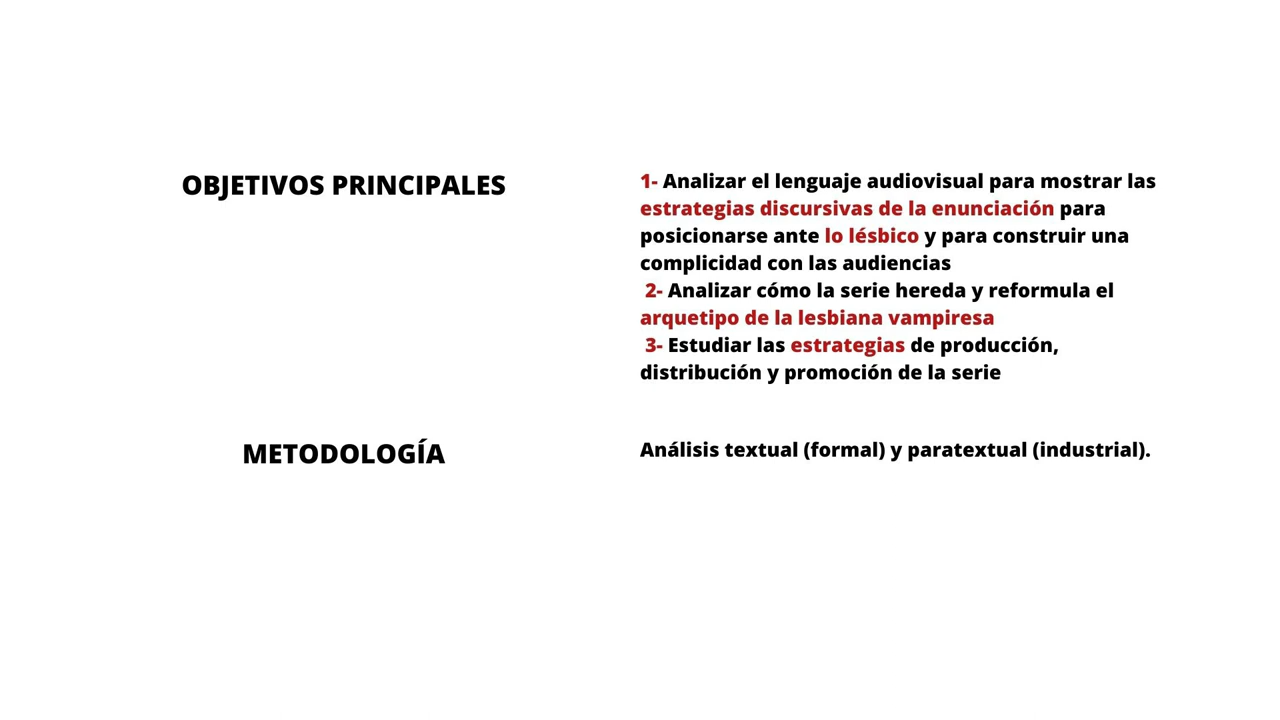 OBJETIVOS PRINCIPALES
1- Analizar el lenguaje audiovisual para mostrar las
estrategias discursivas de la enunciación para
posicionarse ante lo lésbico y para construir una
complicidad con las audiencias
2- Analizar cómo la serie hereda y reformula el
arquetipo de la lesbiana vampiresa
3- Estudiar las estrategias de producción,
distribución y promoción de la serie
METODOLOGÍA
Análisis textual (formal) y paratextual (industrial).